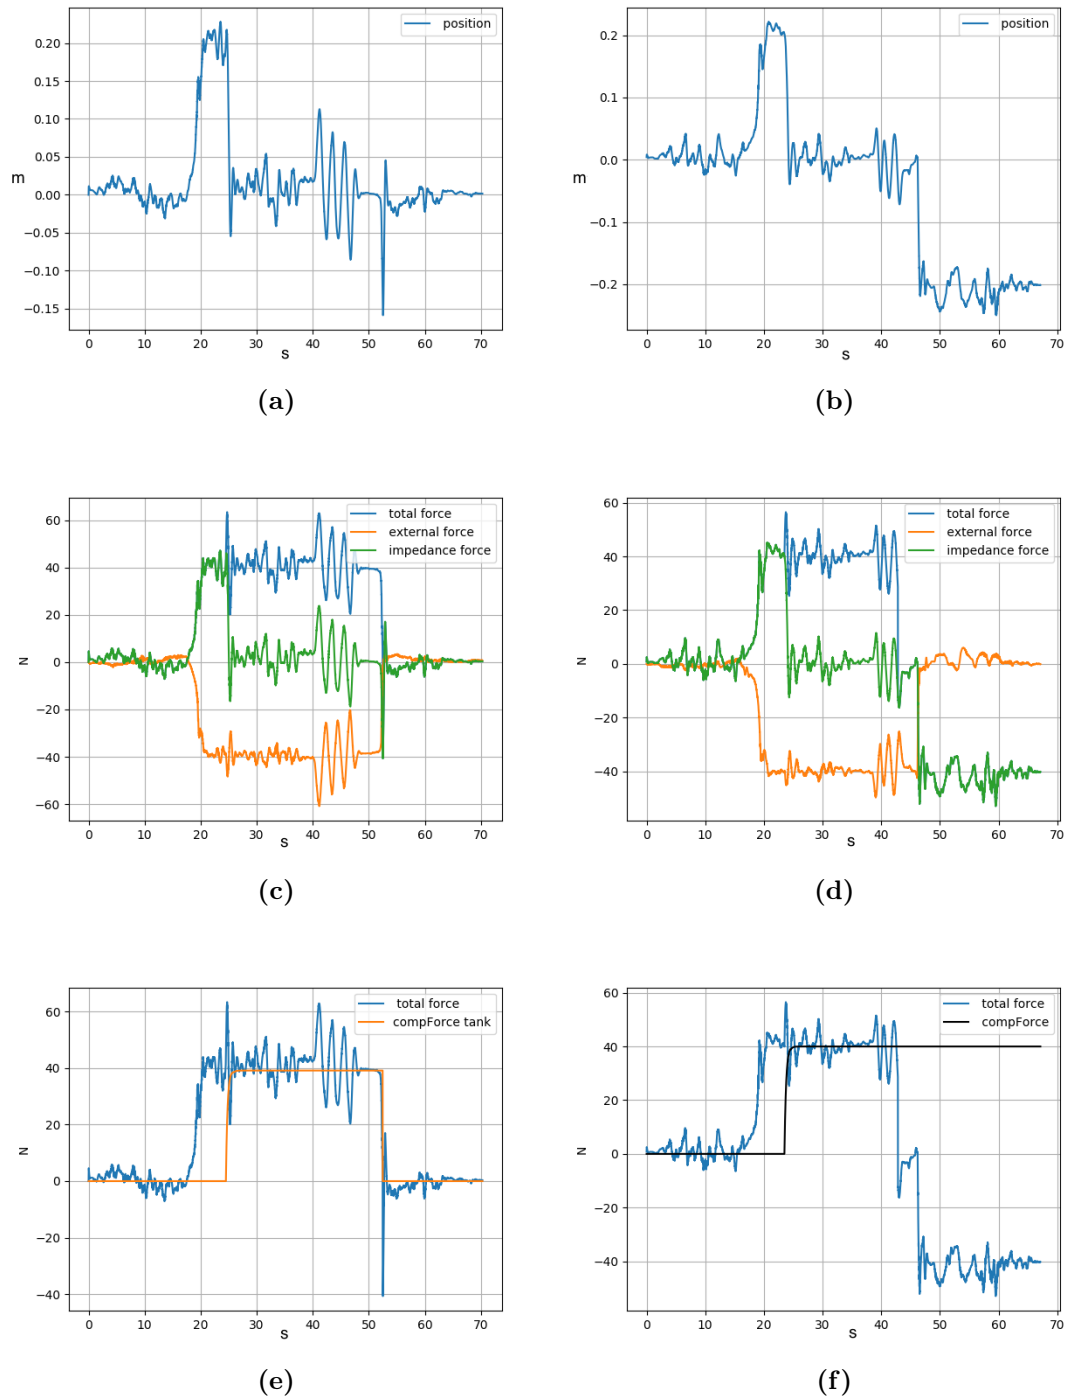 position
0.20
0.15
0.10
0.05
0.00
−0.05
−0.10
−0.15
m
0 10 20 30 40 50 60 70
s
(a)
position
0.2
0.1
0.0
−0.1
−0.2
m
0 10 20 30 40 50 60 70
s
(b)
total force
external force
impedance force
60
40
20
0
−20
−40
−60
N
0 10 20 30 40 50 60 70
s
(c)
total force
external force
impedance force
60
40
20
0
−20
−40
N
0 10 20 30 40 50 60 70
s
(d)
total force
compForce tank
60
40
20
0
−20
−40
N
0 10 20 30 40 50 60 70
s
(e)
total force
compForce
60
40
20
0
−20
−40
N
0 10 20 30 40 50 60 70
s
(f)